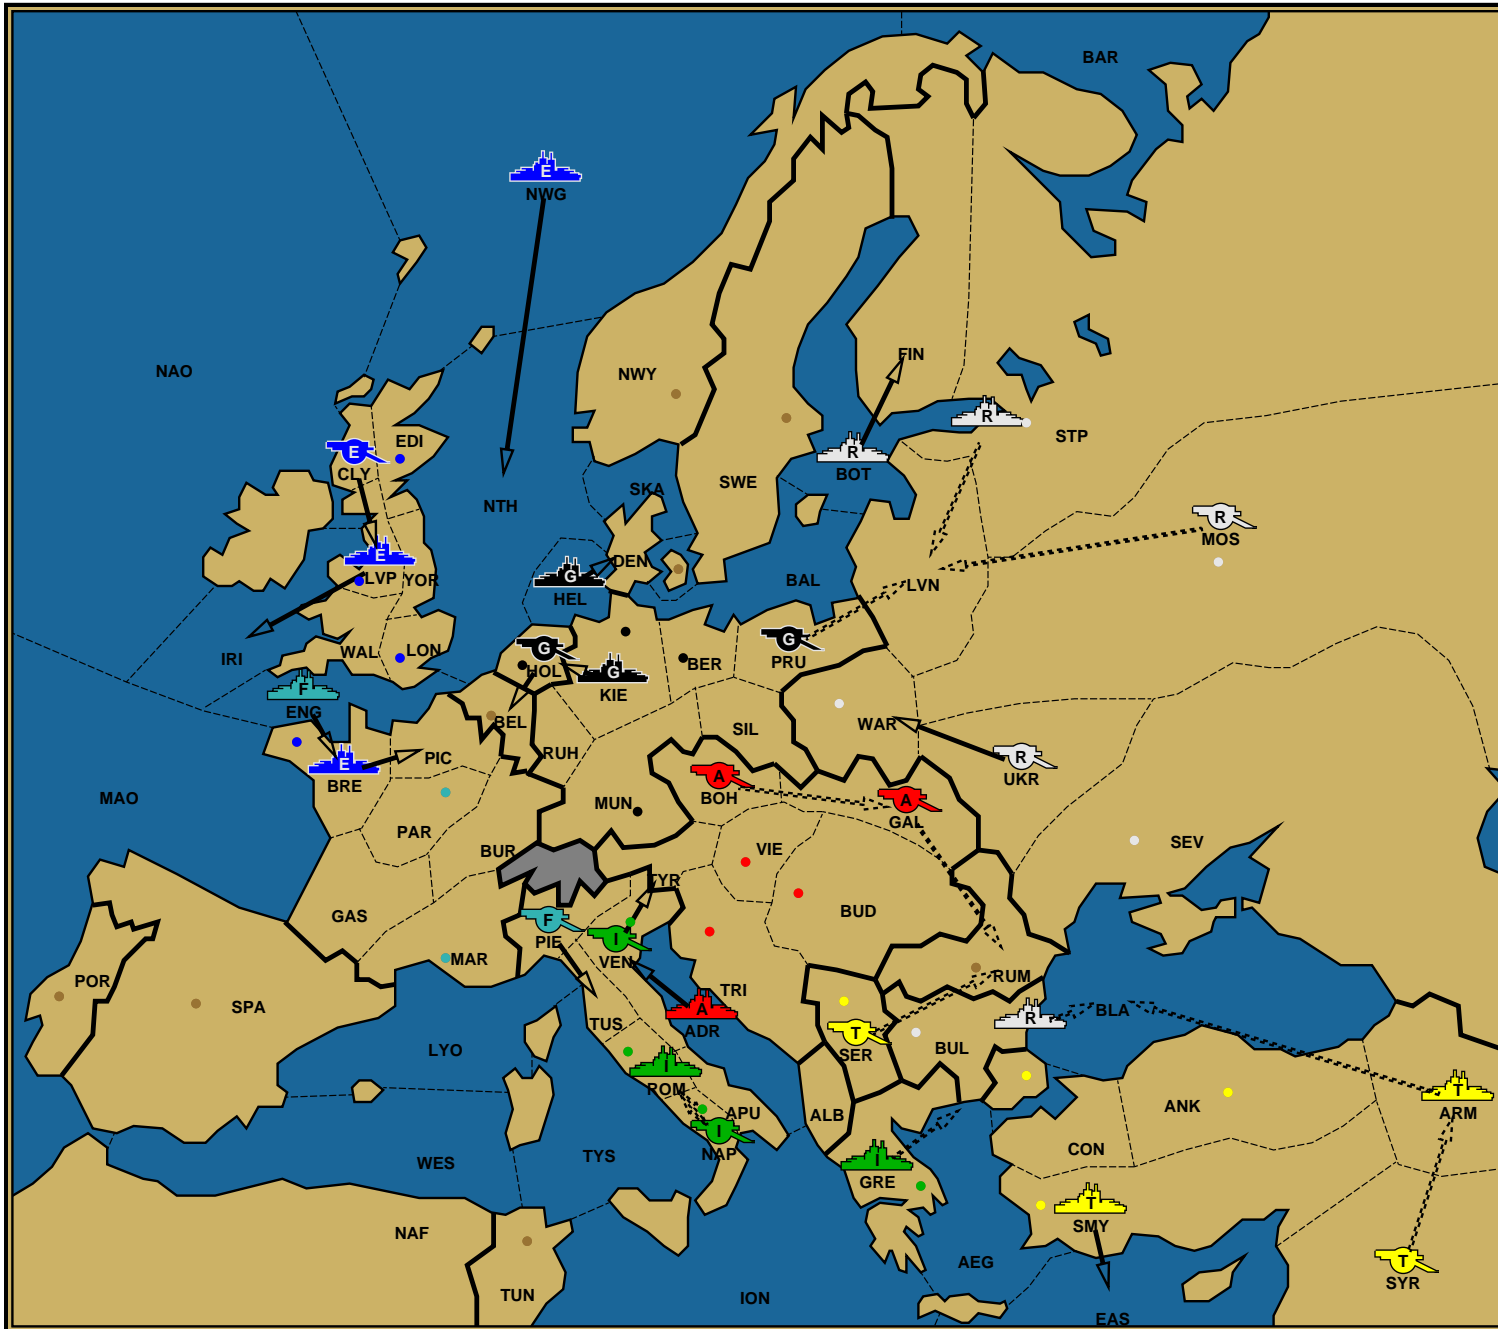 BAR
E
NWG
NAO
FIN
NWY
R
STP
E
EDI
CLY
R
BOT
SWE
SKA
NTH
R
MOS
E
DEN
G
HEL
LVP
YOR
BAL
LVN
IRI
WAL
LON
G
HOL
G
KIE
BER
G
PRU
F
ENG
BEL
WAR
SIL
RUH
PIC
E
BRE
R
UKR
A
BOH
A
GAL
MAO
MUN
PAR
BUR
VIE
SEV
TYR
GAS
BUD
F
PIE
I
VEN
MAR
POR
SPA
TRI
RUM
A
ADR
R
BLA
TUS
T
SER
BUL
LYO
I
ROM
T
ARM
ANK
APU
ALB
I
NAP
CON
WES
TYS
I
GRE
T
SMY
NAF
AEG
T
SYR
TUN
ION
EAS